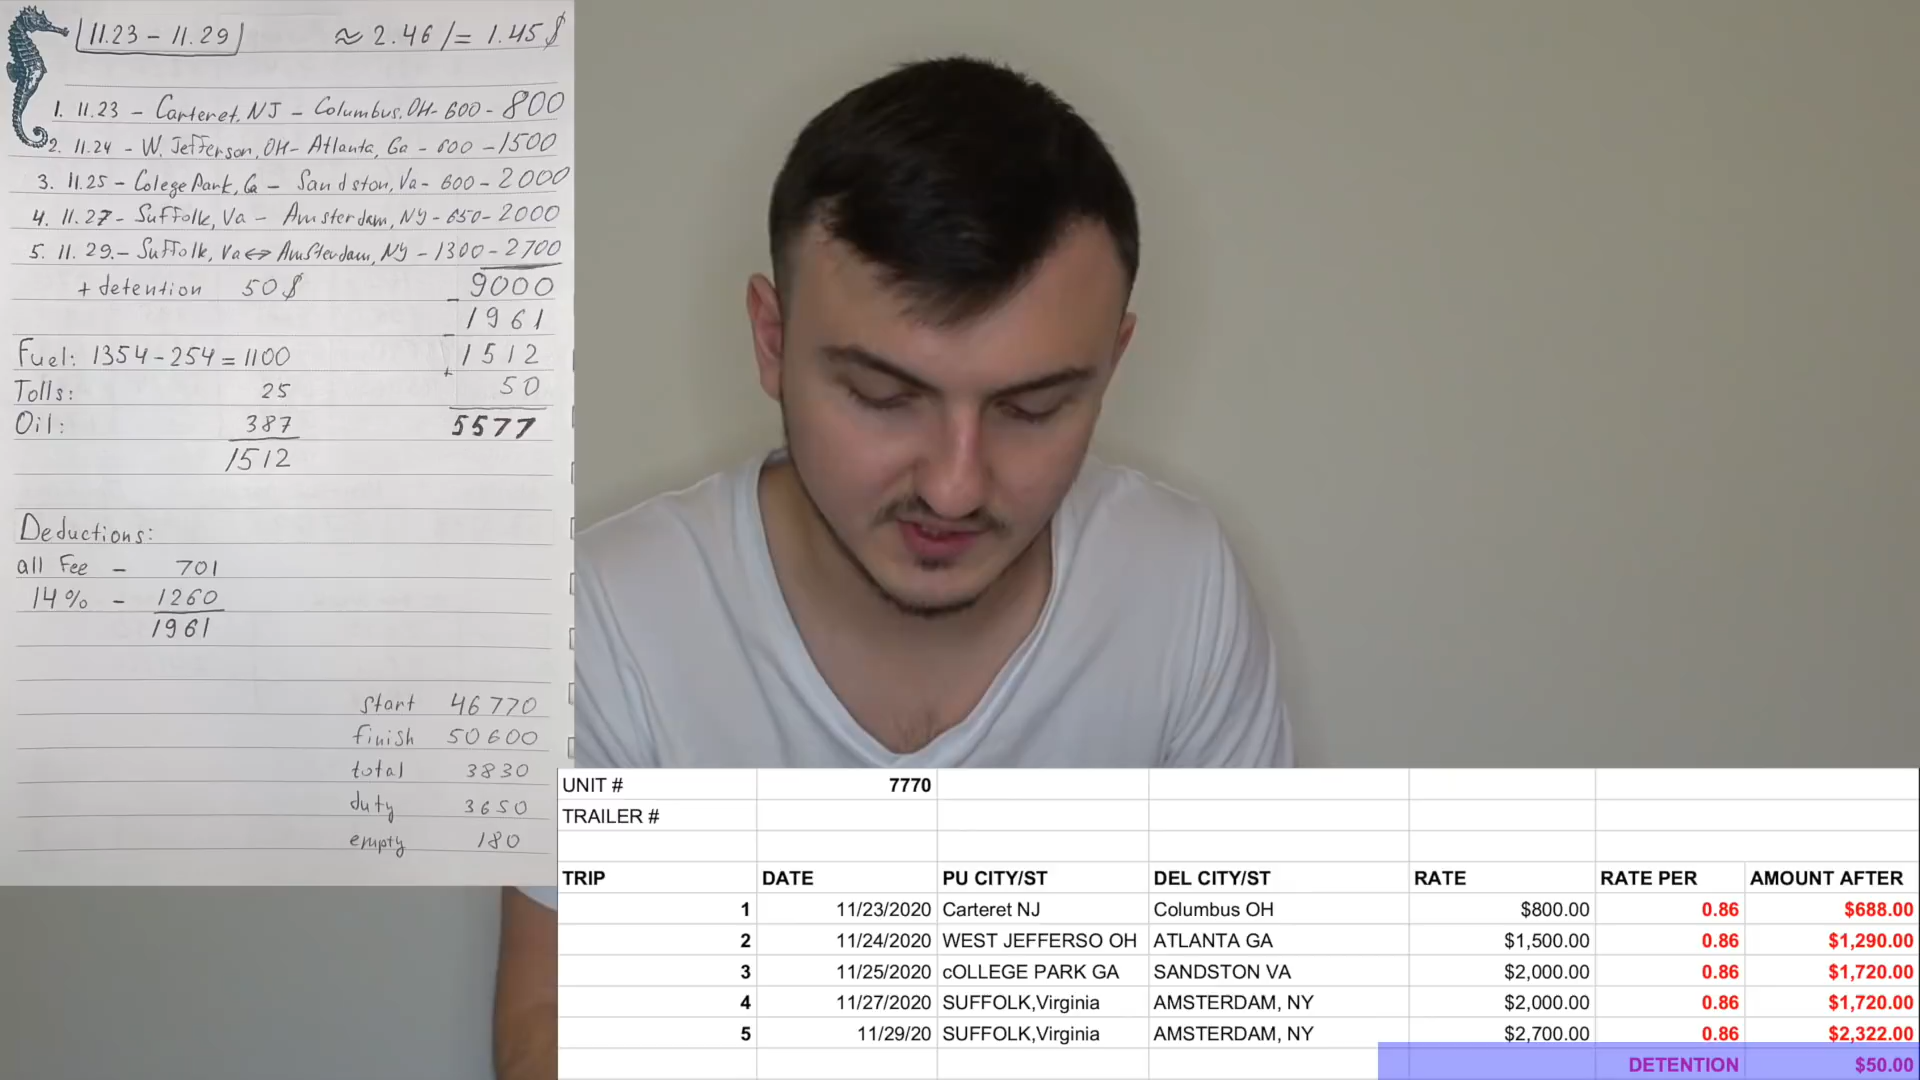 11.23 - 11.29 ≈ 2.46 /= 1.45$
1. 11.23 - Carteret, NJ - Columbus, OH - 600 - 800
2. 11.24 - W. Jefferson, OH - Atlanta, Ga - 600 - 1500
3. 11.25 - Colege Park, Ga - Sandston, Va - 600 - 2000
4. 11.27 - Suffolk, Va - Amsterdam, NY - 650 - 2000
5. 11.29. - Suffolk, Va <-> Amsterdam, NY - 1300 - 2700
+ detention 50$ 9000
- 1961
Fuel: 1354 - 254 = 1100 - 1512
Tolls: 25 + 50
Oil: 387 5577
1512
Deductions:
all Fee - 701
14% - 1260
1961
start 46770
finish 50600
total 3830
duty 3650
empty 180
UNIT # 7770
TRAILER #
TRIP DATE PU CITY/ST DEL CITY/ST RATE RATE PER AMOUNT AFTER
1 11/23/2020 Carteret NJ Columbus OH $800.00 0.86 $688.00
2 11/24/2020 WEST JEFFERSO OH ATLANTA GA $1,500.00 0.86 $1,290.00
3 11/25/2020 cOLLEGE PARK GA SANDSTON VA $2,000.00 0.86 $1,720.00
4 11/27/2020 SUFFOLK,Virginia AMSTERDAM, NY $2,000.00 0.86 $1,720.00
5 11/29/20 SUFFOLK,Virginia AMSTERDAM, NY $2,700.00 0.86 $2,322.00
DETENTION $50.00